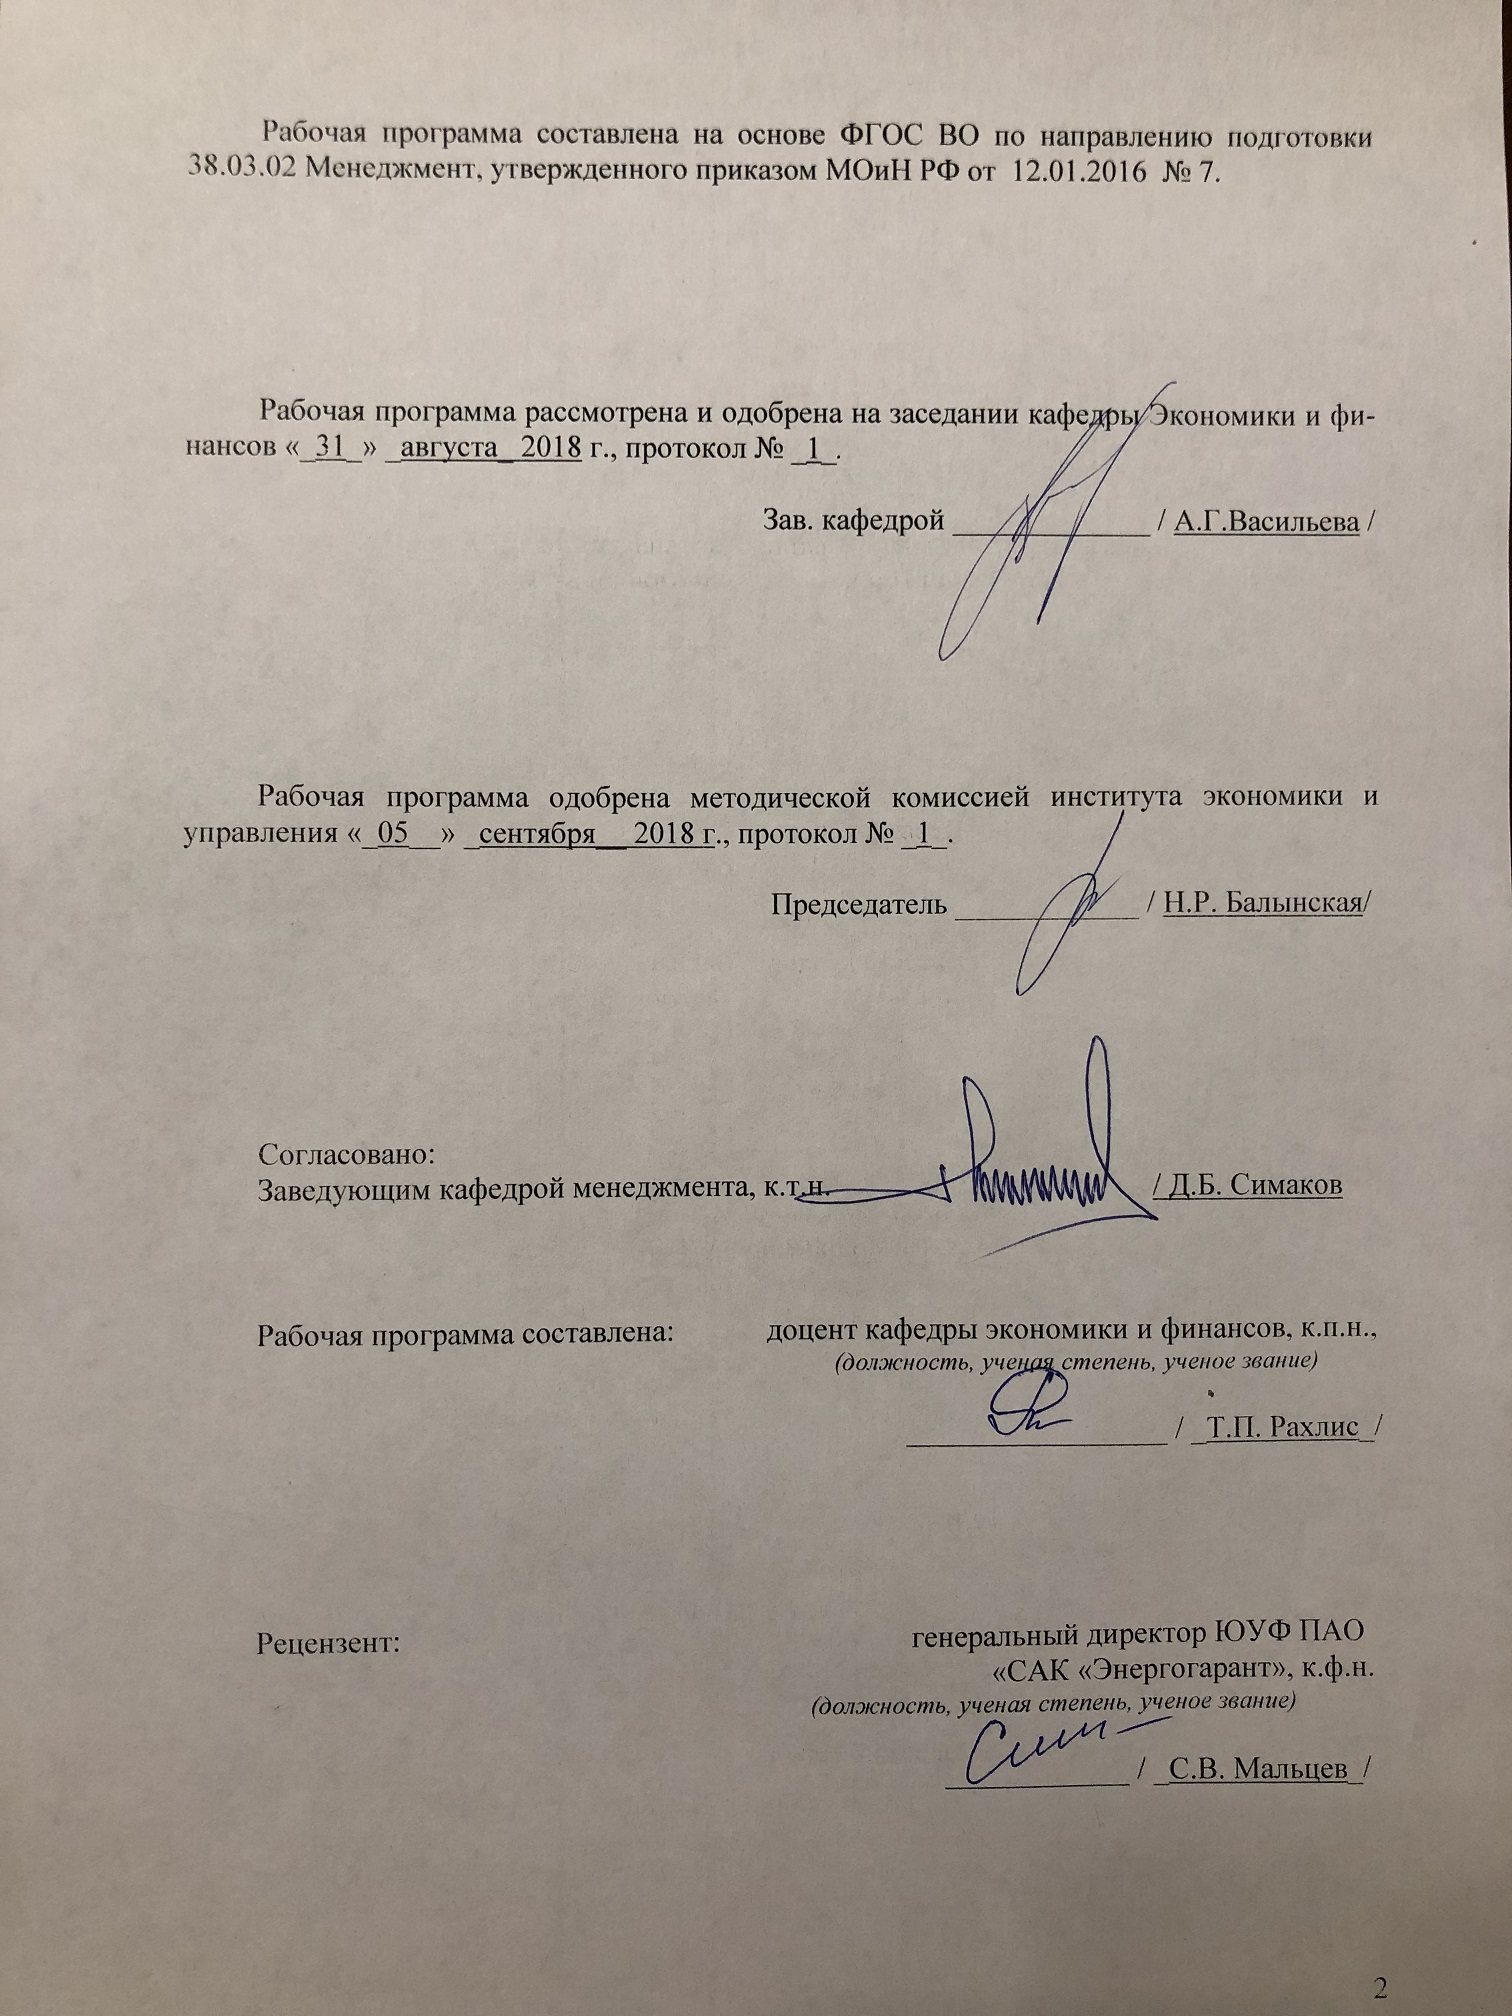 Рабочая программа составлена на основе ФГОС ВО по направлению подготовки
38.03.02 Менеджмент, утвержденного приказом МОиН РФ от 12.01.2016 № 7.
Рабочая программа рассмотрена и одобрена на заседании кафедры Экономики и фи-
нансов «_31_» _августа_ 2018 г., протокол № _1_.
Зав. кафедрой _____________ / А.Г.Васильева /
Рабочая программа одобрена методической комиссией института экономики и
управления «_05__» _сентября__ 2018 г., протокол № _1_.
Председатель ____________ / Н.Р. Балынская/
Согласовано:
Заведующим кафедрой менеджмента, к.т.н. / Д.Б. Симаков
Рабочая программа составлена: доцент кафедры экономики и финансов, к.п.н.,
(должность, ученая степень, ученое звание)
_________________ / _Т.П. Рахлис_/
Рецензент: генеральный директор ЮУФ ПАО
«САК «Энергогарант», к.ф.н.
(должность, ученая степень, ученое звание)
____________ / _С.В. Мальцев_/
2